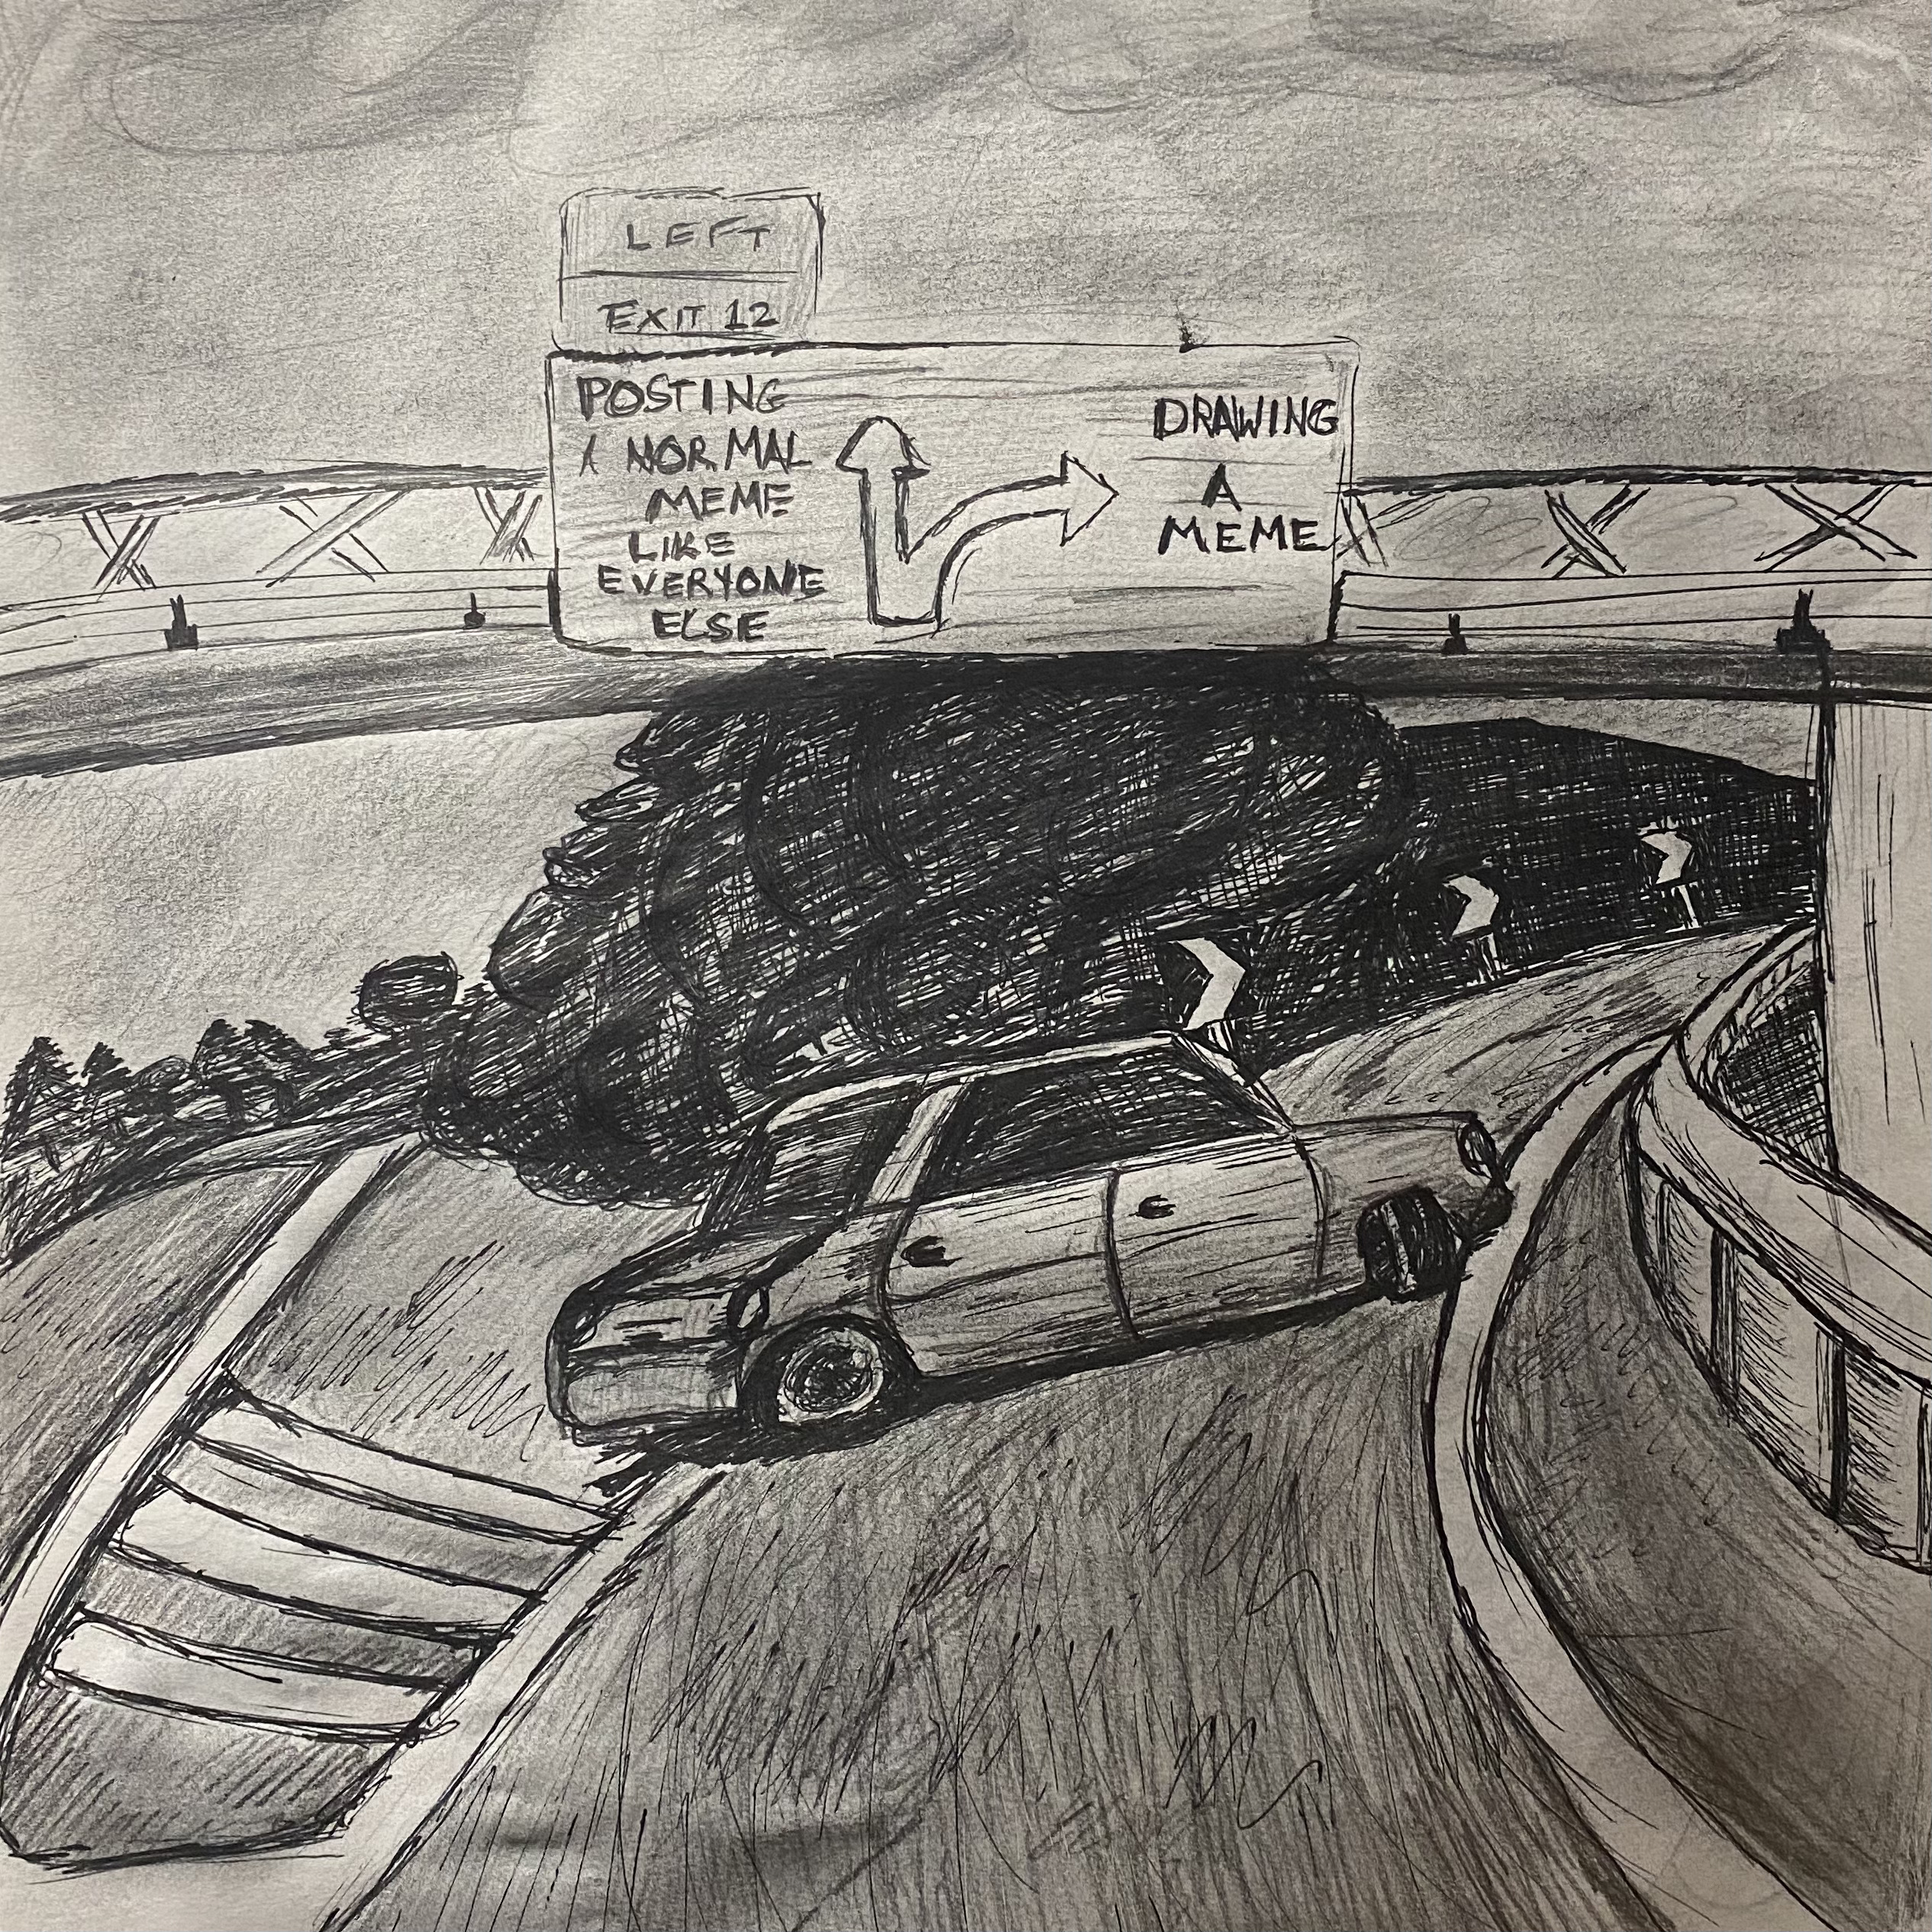 LEFT
EXIT 12
POSTING
A NORMAL
MEME
LIKE
EVERYONE
ELSE
DRAWING
A
MEME